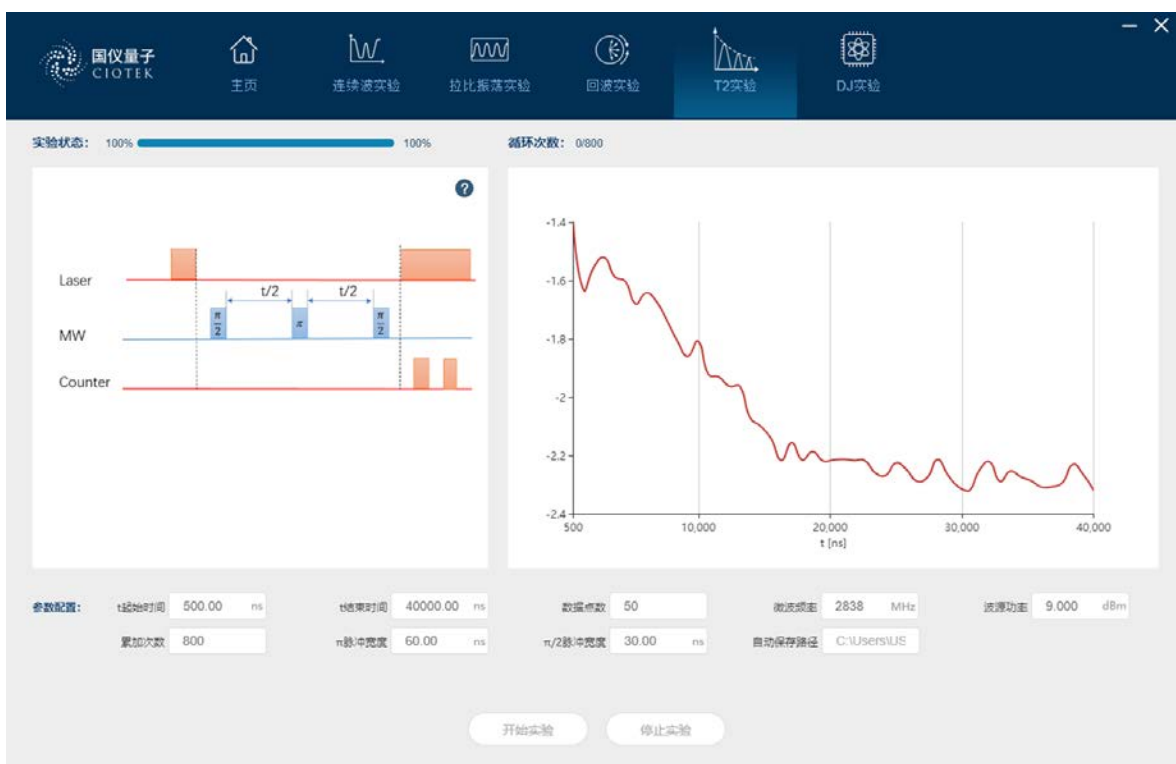 国仪量子
CIOTEK
主页
连续波实验
拉比振荡实验
回波实验
T2实验
DJ实验
实验状态： 100% 100%
循环次数： 0/800
?
Laser
MW
Counter
t/2 t/2
π/2 π π/2
-1.4
-1.6
-1.8
-2
-2.2
-2.4
500 10,000 20,000 30,000 40,000
t [ns]
参数配置： t起始时间 500.00 ns t结束时间 40000.00 ns 数据点数 50 微波频率 2838 MHz 波源功率 9.000 dBm
累加次数 800 π脉冲宽度 60.00 ns π/2脉冲宽度 30.00 ns 自动保存路径 C:\Users\US
开始实验 停止实验